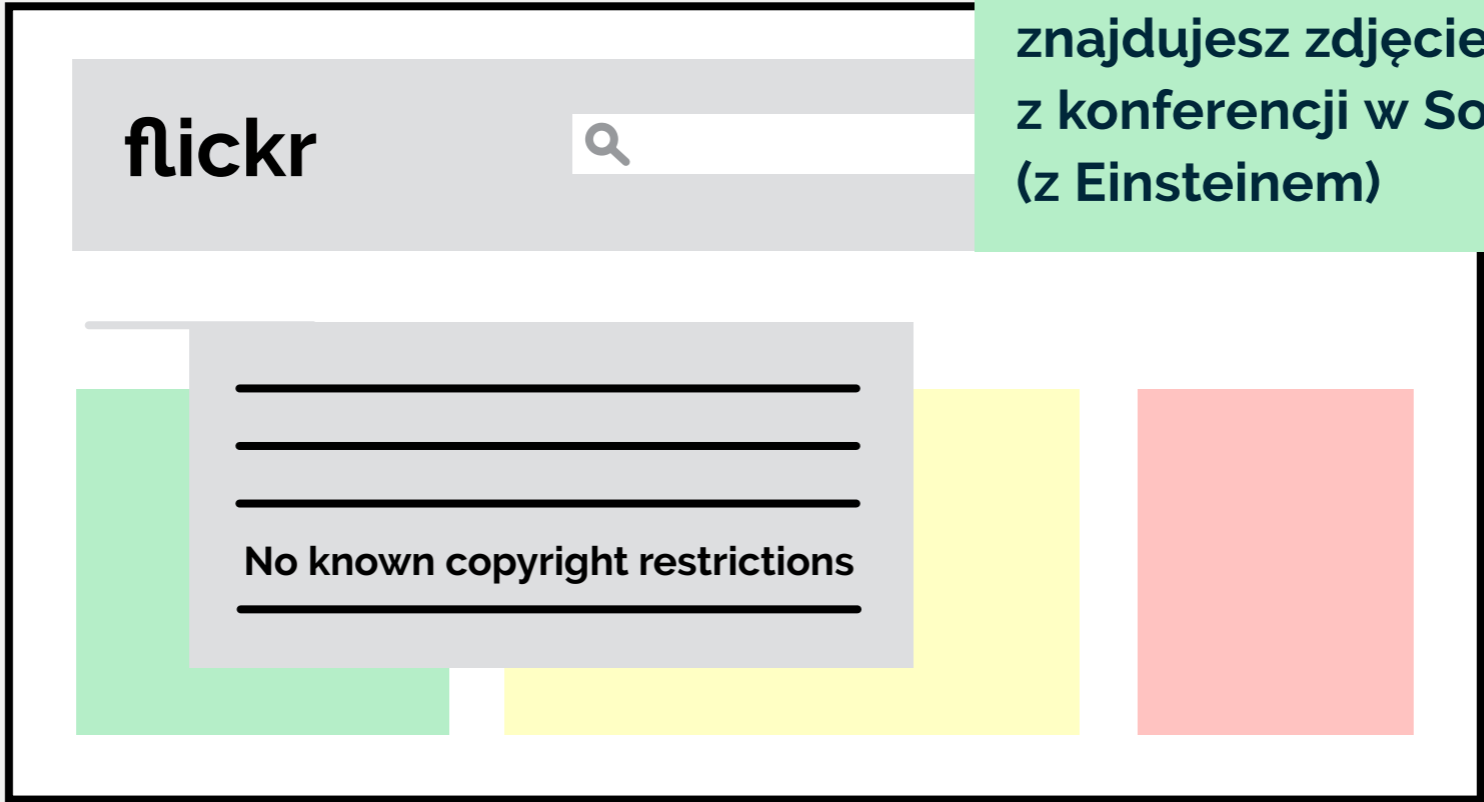 znajdujesz zdjęcie
z konferencji w So
(z Einsteinem)
flickr
No known copyright restrictions